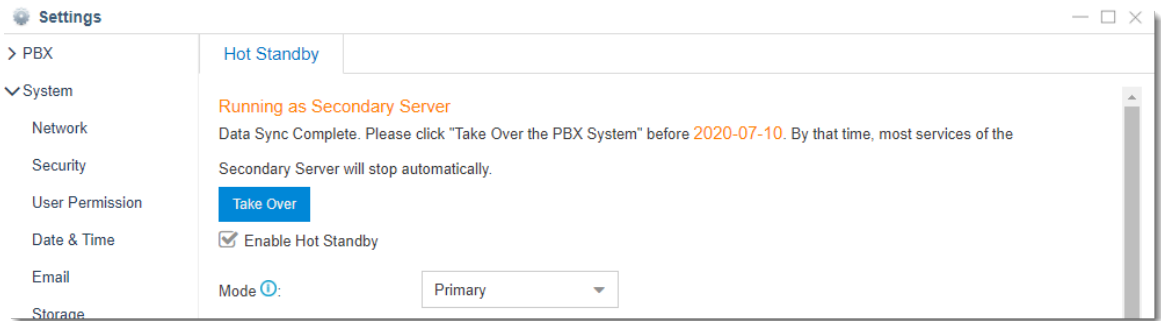 Settings
PBX
Hot Standby
System
Network
Security
User Permission
Date & Time
Email
Storage
Running as Secondary Server
Data Sync Complete. Please click "Take Over the PBX System" before 2020-07-10. By that time, most services of the
Secondary Server will stop automatically.
Take Over
Enable Hot Standby
Mode :
Primary